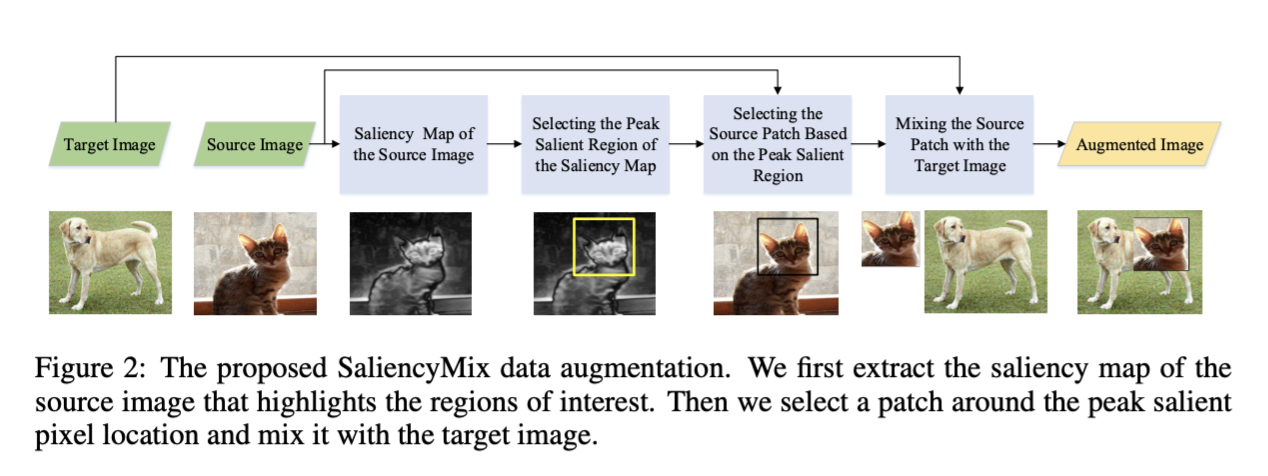 Target Image
Source Image
Saliency Map of
the Source Image
Selecting the Peak
Salient Region of
the Saliency Map
Selecting the
Source Patch Based
on the Peak Salient
Region
Mixing the Source
Patch with the
Target Image
Augmented Image
Figure 2: The proposed SaliencyMix data augmentation. We first extract the saliency map of the
source image that highlights the regions of interest. Then we select a patch around the peak salient
pixel location and mix it with the target image.